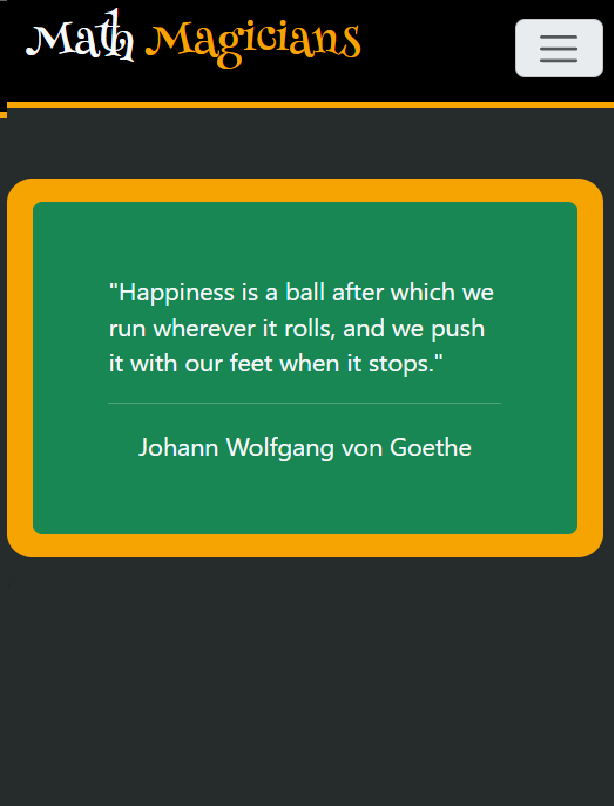 Math Magicians
"Happiness is a ball after which we
run wherever it rolls, and we push
it with our feet when it stops."
Johann Wolfgang von Goethe